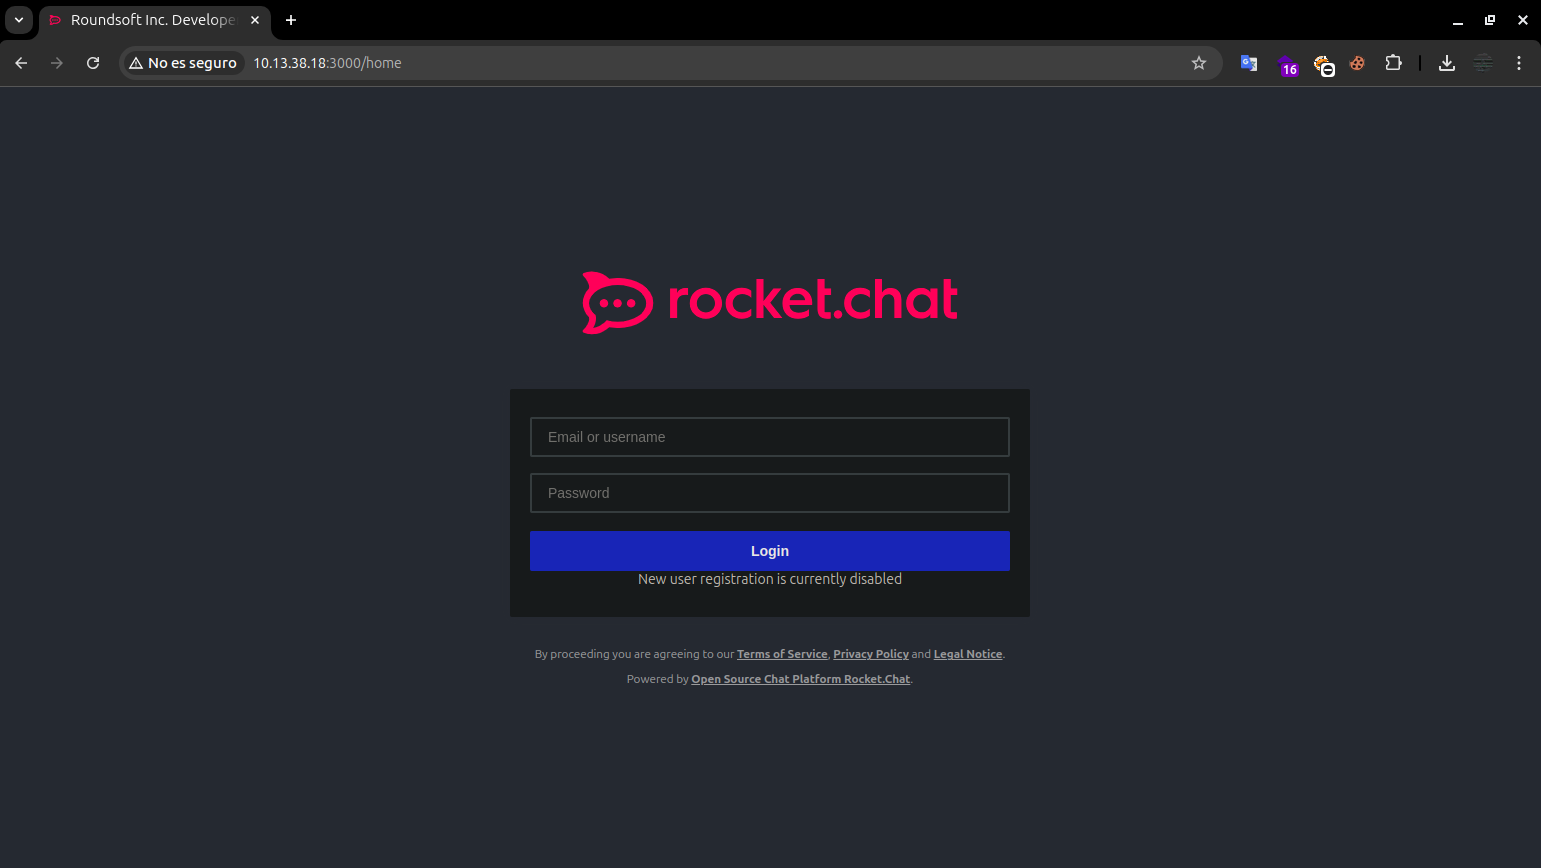 Roundsoft Inc. Develope
No es seguro
10.13.38.18:3000/home
16
rocket.chat
Email or username
Password
Login
New user registration is currently disabled
By proceeding you are agreeing to our Terms of Service, Privacy Policy and Legal Notice.
Powered by Open Source Chat Platform Rocket.Chat.